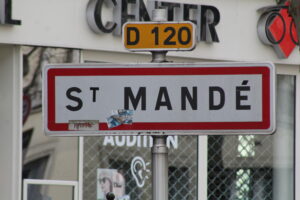 CENTER
D 120
ST MANDÉ
AUDITION